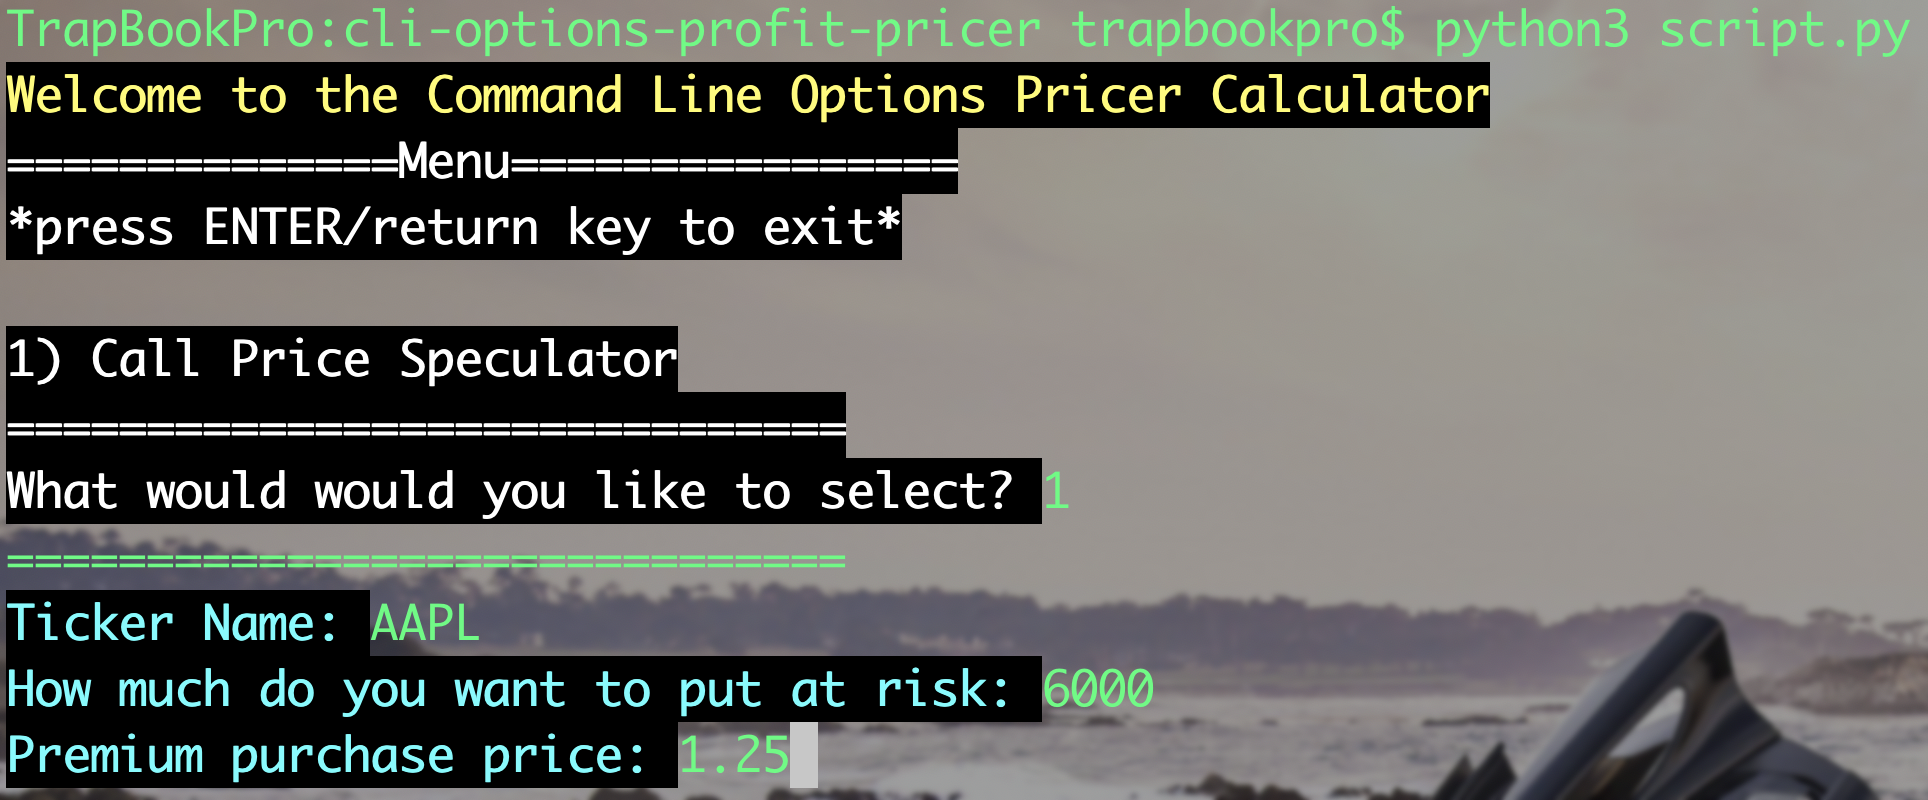 TrapBookPro:cli-options-profit-pricer trapbookpro$ python3 script.py
Welcome to the Command Line Options Pricer Calculator
==============Menu================
*press ENTER/return key to exit*
1) Call Price Speculator
==============================
What would would you like to select? 1
==============================
Ticker Name: AAPL
How much do you want to put at risk: 6000
Premium purchase price: 1.25